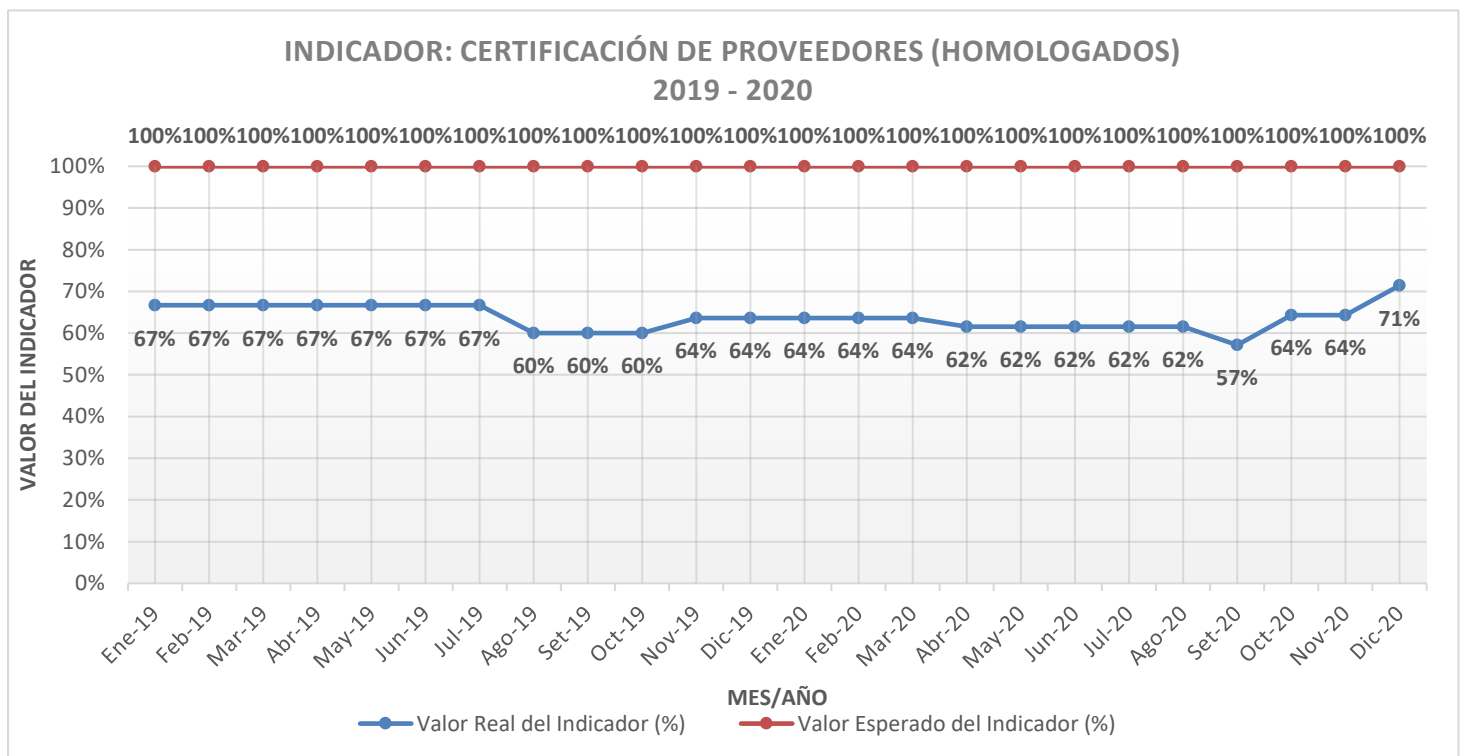 INDICADOR: CERTIFICACIÓN DE PROVEEDORES (HOMOLOGADOS)
2019 - 2020
100% 100% 100% 100% 100% 100% 100% 100% 100% 100% 100% 100% 100% 100% 100% 100% 100% 100% 100% 100% 100% 100% 100% 100%
100%
90%
80%
70%
60%
50%
40%
30%
20%
10%
0%
VALOR DEL INDICADOR
67% 67% 67% 67% 67% 67% 67% 60% 60% 60% 64% 64% 64% 64% 64% 62% 62% 62% 62% 62% 57% 64% 64% 71%
Ene-19 Feb-19 Mar-19 Abr-19 May-19 Jun-19 Jul-19 Ago-19 Set-19 Oct-19 Nov-19 Dic-19 Ene-20 Feb-20 Mar-20 Abr-20 May-20 Jun-20 Jul-20 Ago-20 Set-20 Oct-20 Nov-20 Dic-20
MES/AÑO
Valor Real del Indicador (%) Valor Esperado del Indicador (%)